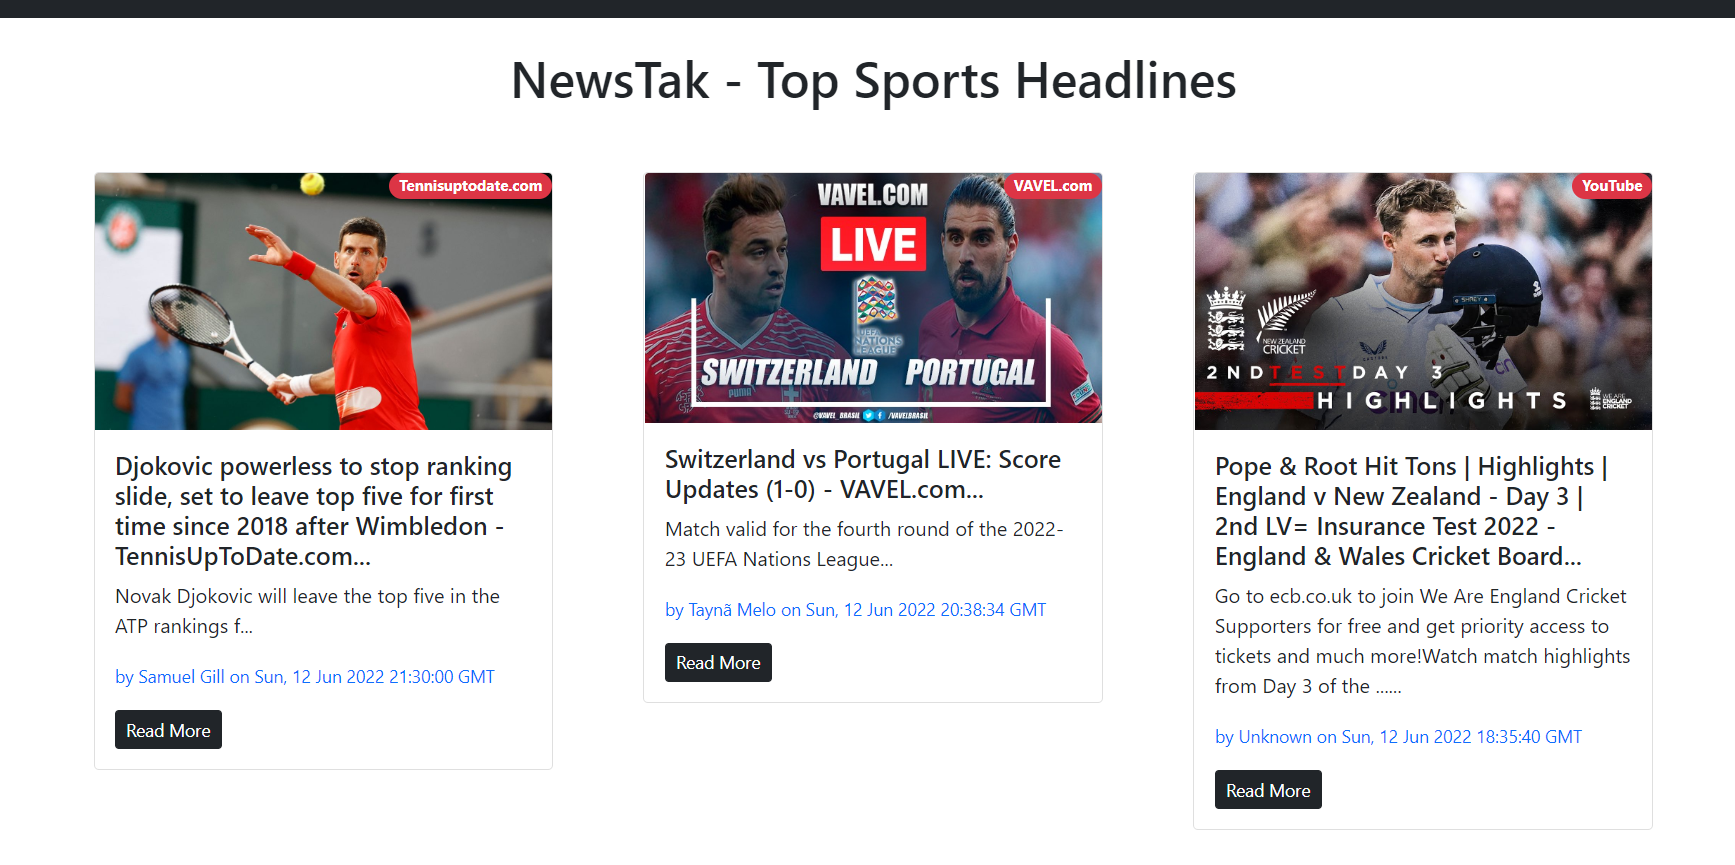 NewsTak - Top Sports Headlines
Tennisuptodate.com
Djokovic powerless to stop ranking
slide, set to leave top five for first
time since 2018 after Wimbledon -
TennisUpToDate.com...
Novak Djokovic will leave the top five in the
ATP rankings f...
by Samuel Gill on Sun, 12 Jun 2022 21:30:00 GMT
Read More
VAVEL.com
VAVEL.COM
LIVE
UEFA
NATIONS
LEAGUE
SWITZERLAND PORTUGAL
PUMA
@VAVEL_BRASIL /VAVELBRASIL
Switzerland vs Portugal LIVE: Score
Updates (1-0) - VAVEL.com...
Match valid for the fourth round of the 2022-
23 UEFA Nations League...
by Taynã Melo on Sun, 12 Jun 2022 20:38:34 GMT
Read More
YouTube
SHREY
NEW ZEALAND
CRICKET
2ND TEST DAY 3
HIGHLIGHTS
WE ARE
ENGLAND
CRICKET
Pope & Root Hit Tons | Highlights |
England v New Zealand - Day 3 |
2nd LV= Insurance Test 2022 -
England & Wales Cricket Board...
Go to ecb.co.uk to join We Are England Cricket
Supporters for free and get priority access to
tickets and much more!Watch match highlights
from Day 3 of the ......
by Unknown on Sun, 12 Jun 2022 18:35:40 GMT
Read More